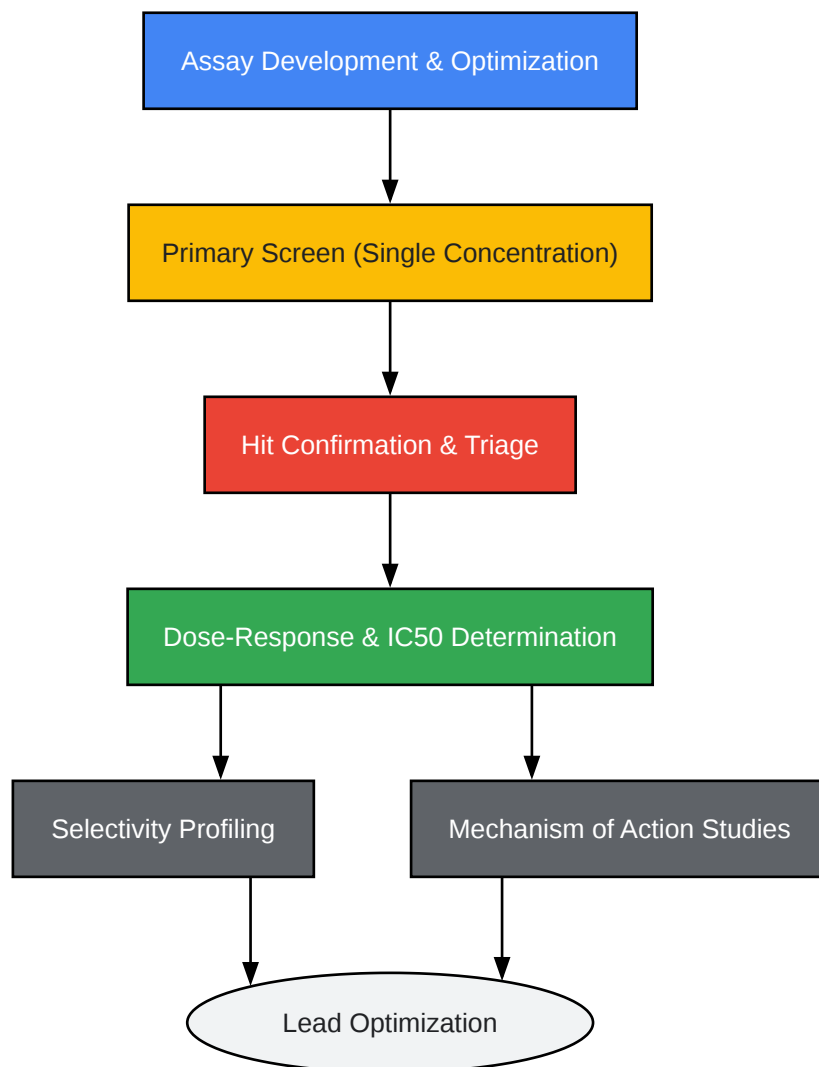 Assay Development & Optimization
Primary Screen (Single Concentration)
Hit Confirmation & Triage
Dose-Response & IC50 Determination
Selectivity Profiling
Mechanism of Action Studies
Lead Optimization